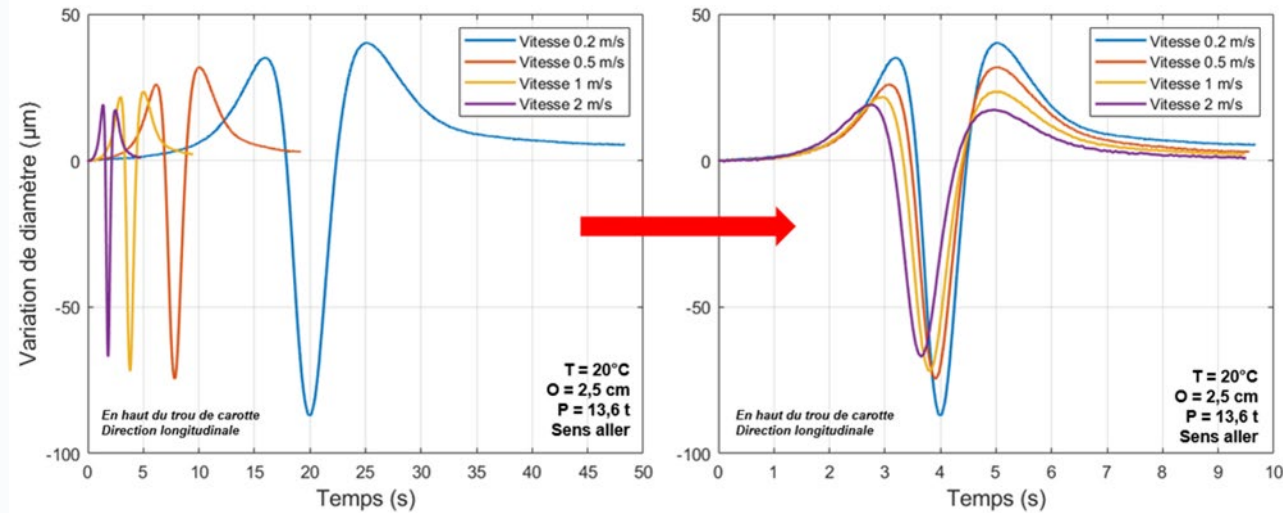 50
0
-50
-100
Variation de diamètre (µm)
0
5
10
15
20
25
30
35
40
45
50
Temps (s)
Vitesse 0.2 m/s
Vitesse 0.5 m/s
Vitesse 1 m/s
Vitesse 2 m/s
En haut du trou de carotte
Direction longitudinale
T = 20°C
O = 2,5 cm
P = 13,6 t
Sens aller
50
0
-50
-100
0
1
2
3
4
5
6
7
8
9
10
Temps (s)
Vitesse 0.2 m/s
Vitesse 0.5 m/s
Vitesse 1 m/s
Vitesse 2 m/s
En haut du trou de carotte
Direction longitudinale
T = 20°C
O = 2,5 cm
P = 13,6 t
Sens aller